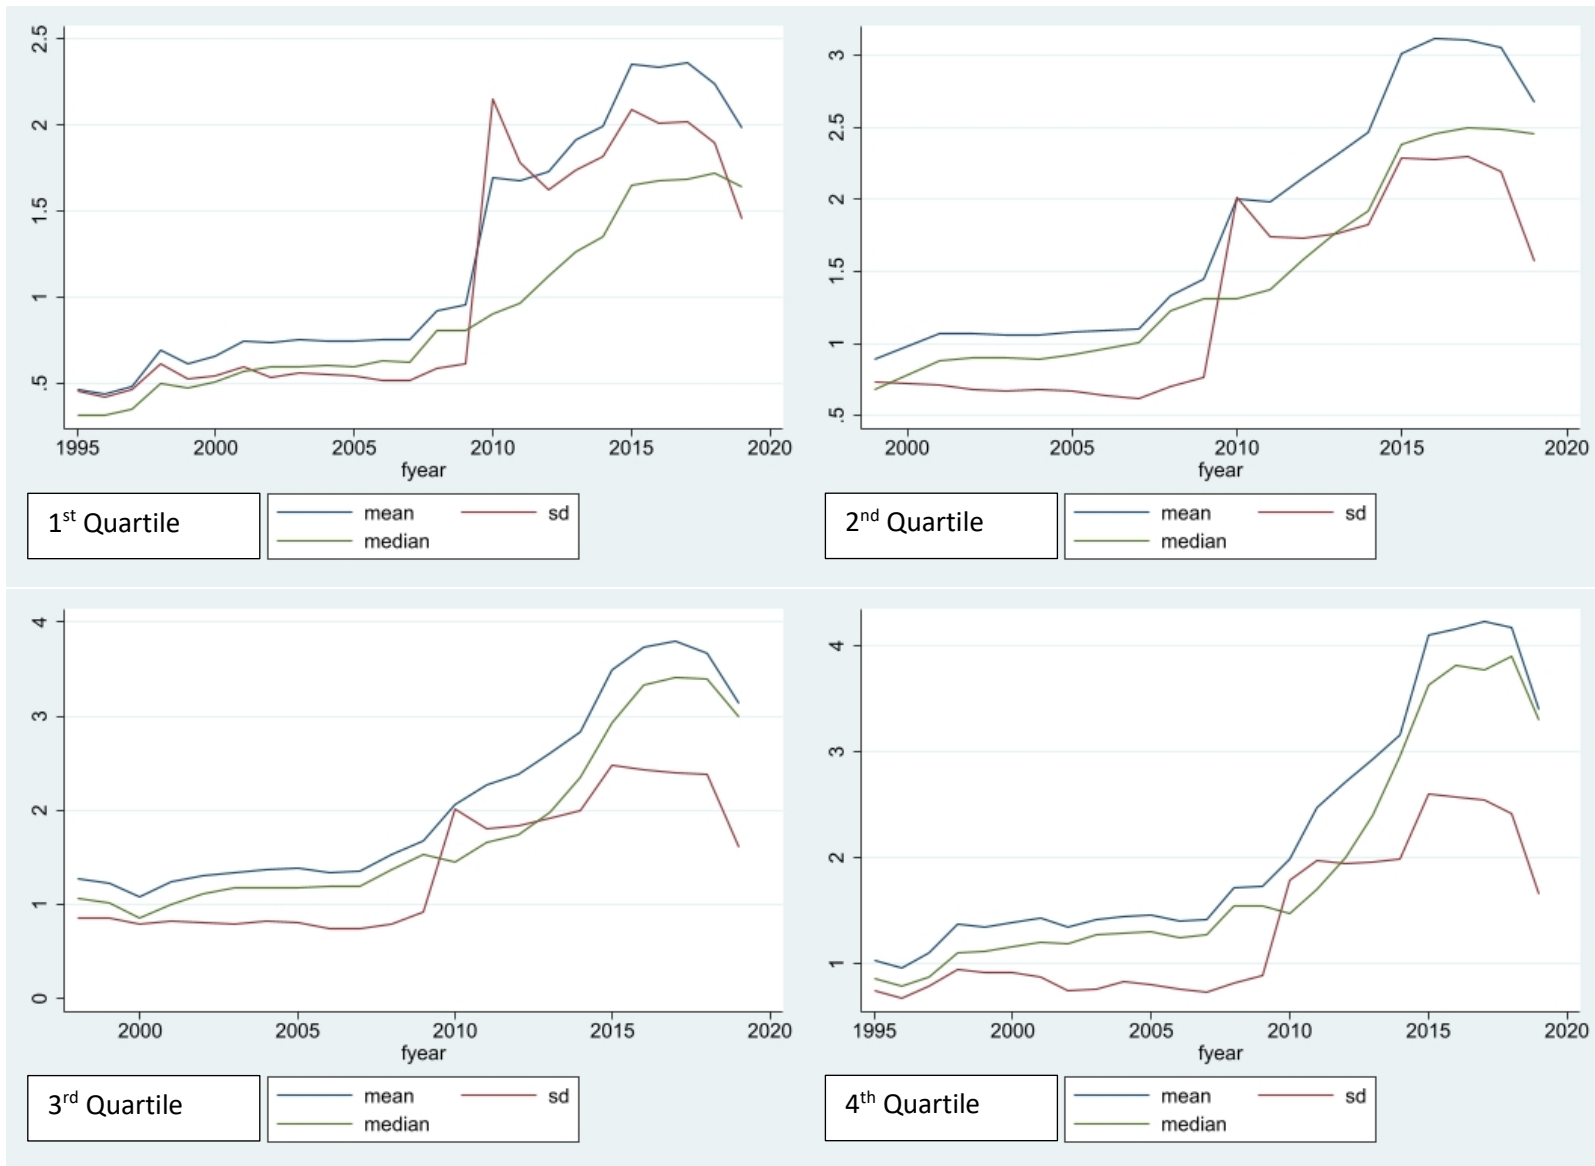 2.5
2
1.5
1
.5
1995 2000 2005 2010 2015 2020
fyear
1st Quartile
mean sd
median
3
2.5
2
1.5
1
.5
2000 2005 2010 2015 2020
fyear
2nd Quartile
mean sd
median
4
3
2
1
0
2000 2005 2010 2015 2020
fyear
3rd Quartile
mean sd
median
4
3
2
1
1995 2000 2005 2010 2015 2020
fyear
4th Quartile
mean sd
median